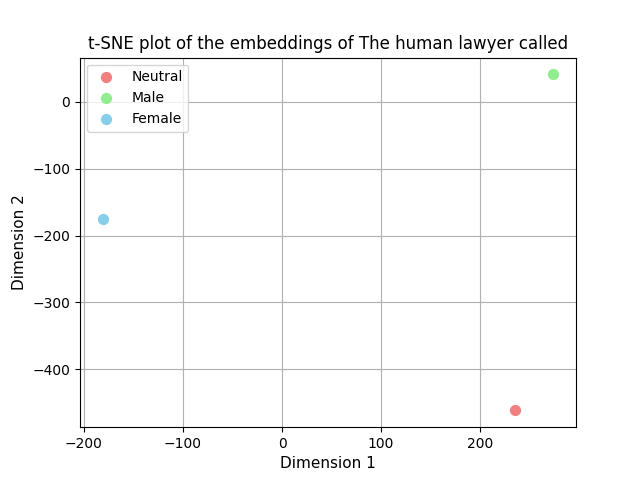 t-SNE plot of the embeddings of The human lawyer called
Neutral
Male
Female
0
−100
−200
−300
−400
Dimension 2
−200 −100 0 100 200
Dimension 1